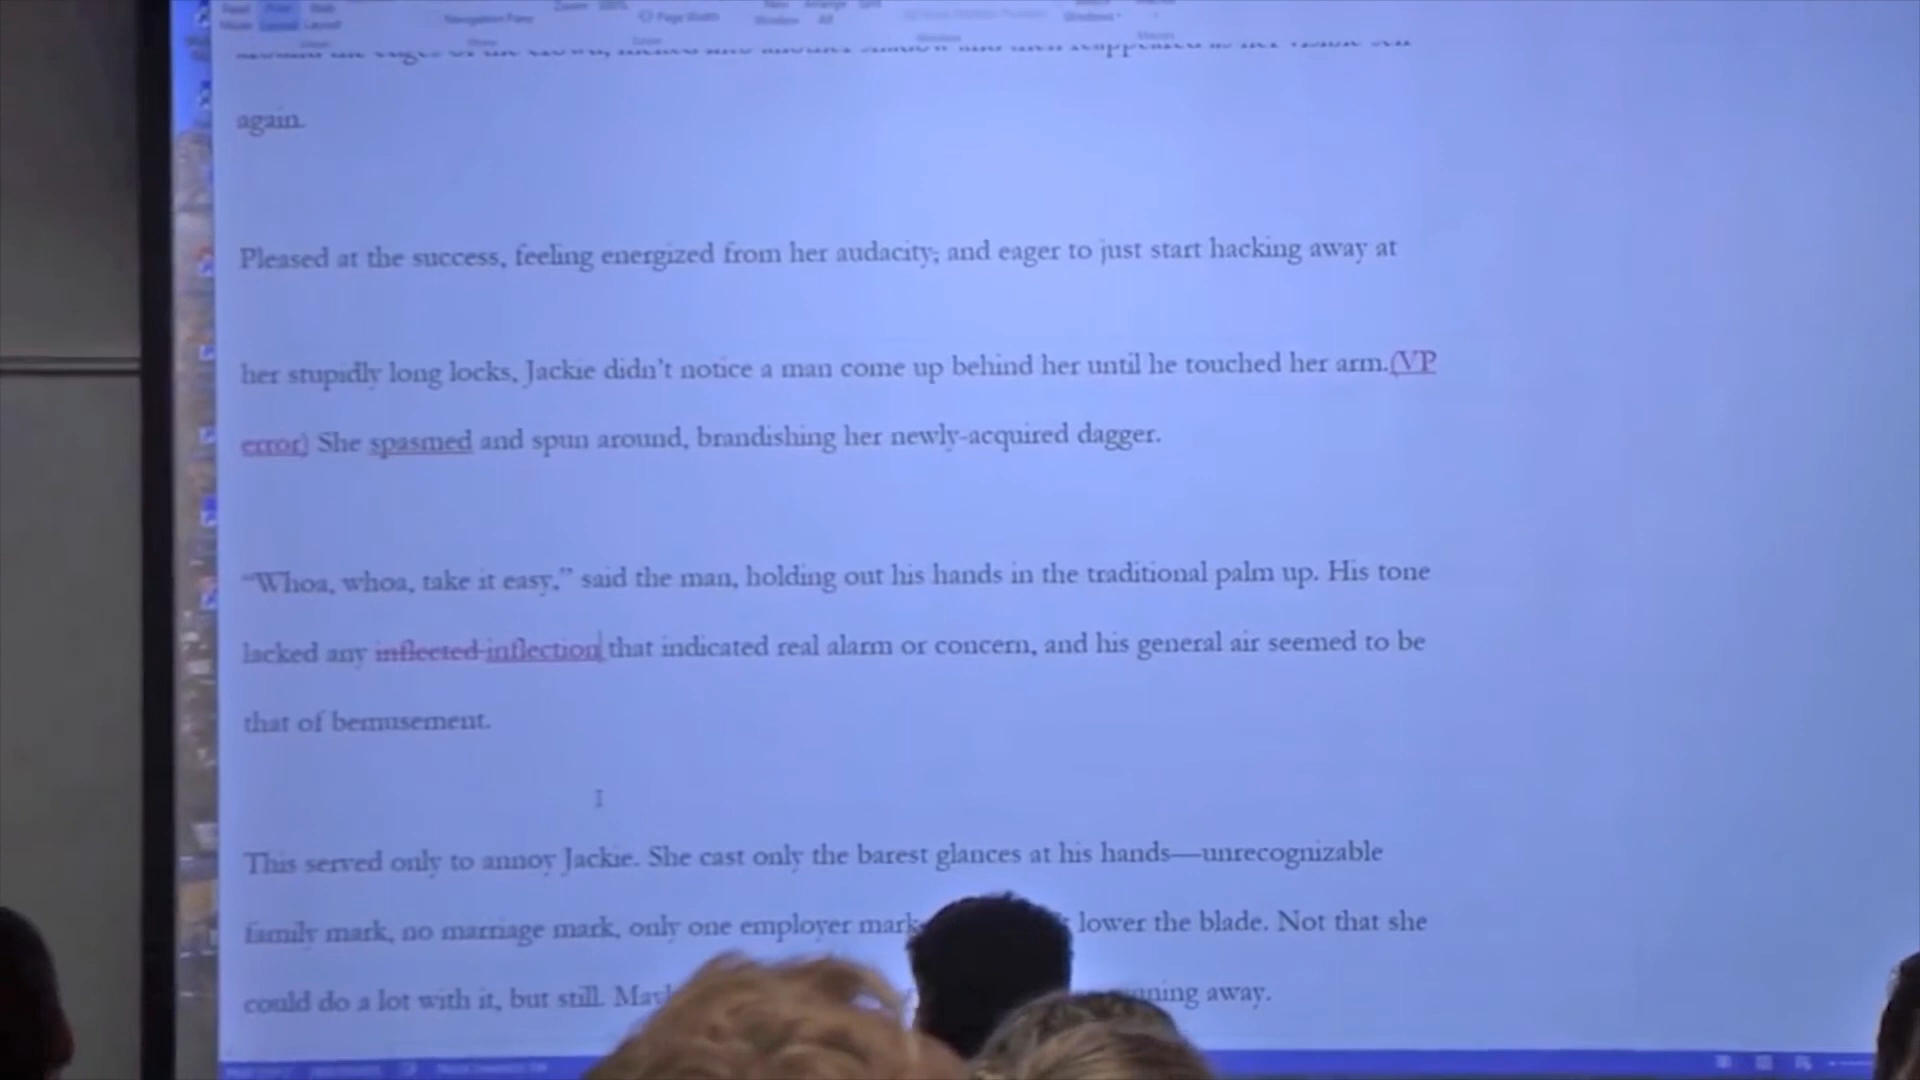 Page Width
again.
Pleased at the success, feeling energized from her audacity; and eager to just start hacking away at
her stupidly long locks, Jackie didn't notice a man come up behind her until he touched her arm.(VP
error) She spasmed and spun around, brandishing her newly-acquired dagger.
“Whoa, whoa, take it easy,” said the man, holding out his hands in the traditional palm up. His tone
lacked any inflected inflection that indicated real alarm or concern, and his general air seemed to be
that of bemusement.
This served only to annoy Jackie. She cast only the barest glances at his hands—unrecognizable
family mark, no marriage mark, only one employer mark lower the blade. Not that she
could do a lot with it, but still. away.